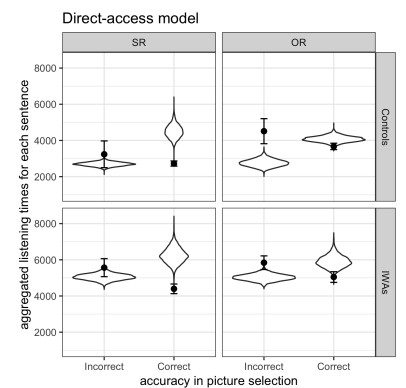 Direct-access model
SR
OR
8000
6000
4000
2000
Controls
8000
6000
4000
2000
IWAs
aggregated listening times for each sentence
Incorrect
Correct
Incorrect
Correct
accuracy in picture selection